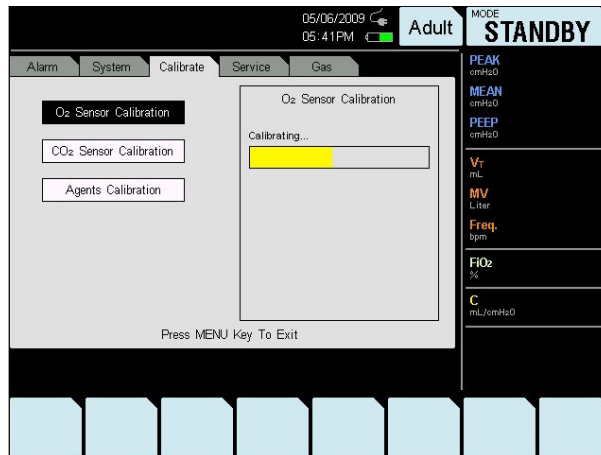 05/06/2009
05:41PM
Adult
MODE
STANDBY
Alarm
System
Calibrate
Service
Gas
O₂ Sensor Calibration
CO₂ Sensor Calibration
Agents Calibration
O₂ Sensor Calibration
Calibrating...
Press MENU Key To Exit
PEAK
cmH2O
MEAN
cmH2O
PEEP
cmH2O
VT
mL
MV
Liter
Freq.
bpm
FiO₂
%
C
mL/cmH2O